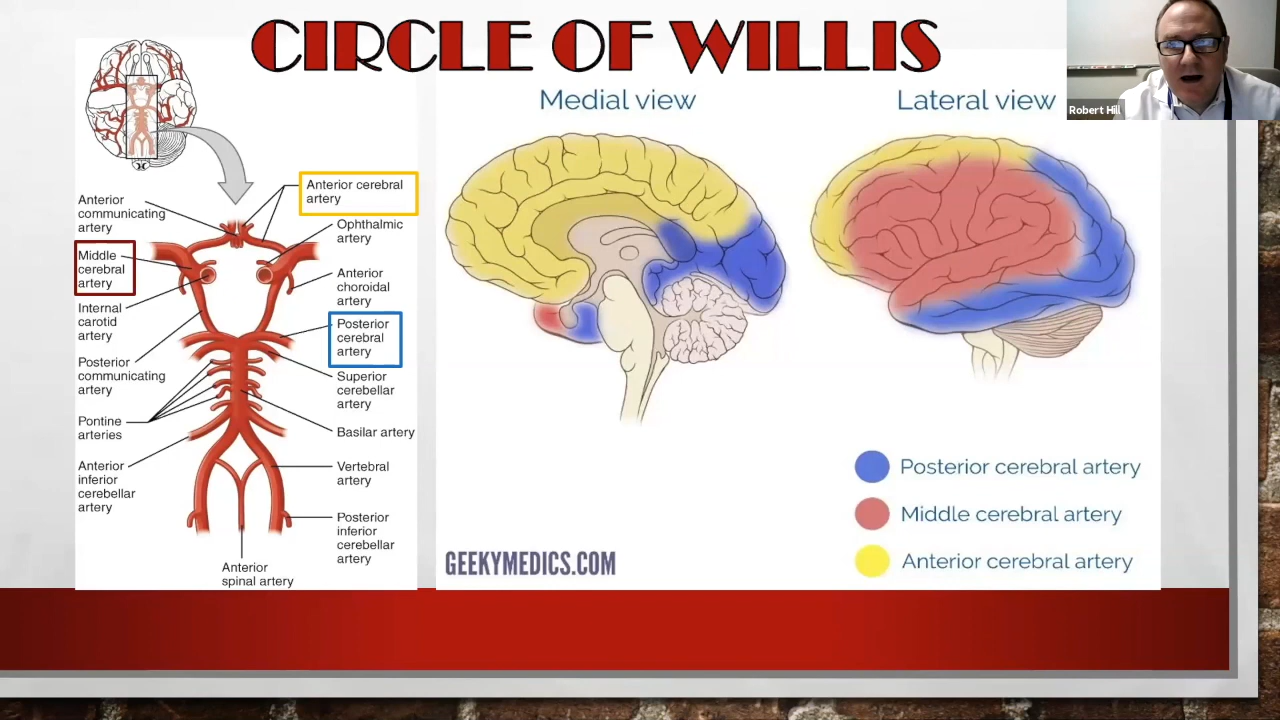 CIRCLE OF WILLIS
Robert Hill
Anterior
communicating
artery
Middle
cerebral
artery
Internal
carotid
artery
Posterior
communicating
artery
Pontine
arteries
Anterior
inferior
cerebellar
artery
Anterior cerebral
artery
Ophthalmic
artery
Anterior
choroidal
artery
Posterior
cerebral
artery
Superior
cerebellar
artery
Basilar artery
Vertebral
artery
Posterior
inferior
cerebellar
artery
Anterior
spinal artery
Medial view
Lateral view
Posterior cerebral artery
Middle cerebral artery
Anterior cerebral artery
GEEKYMEDICS.COM